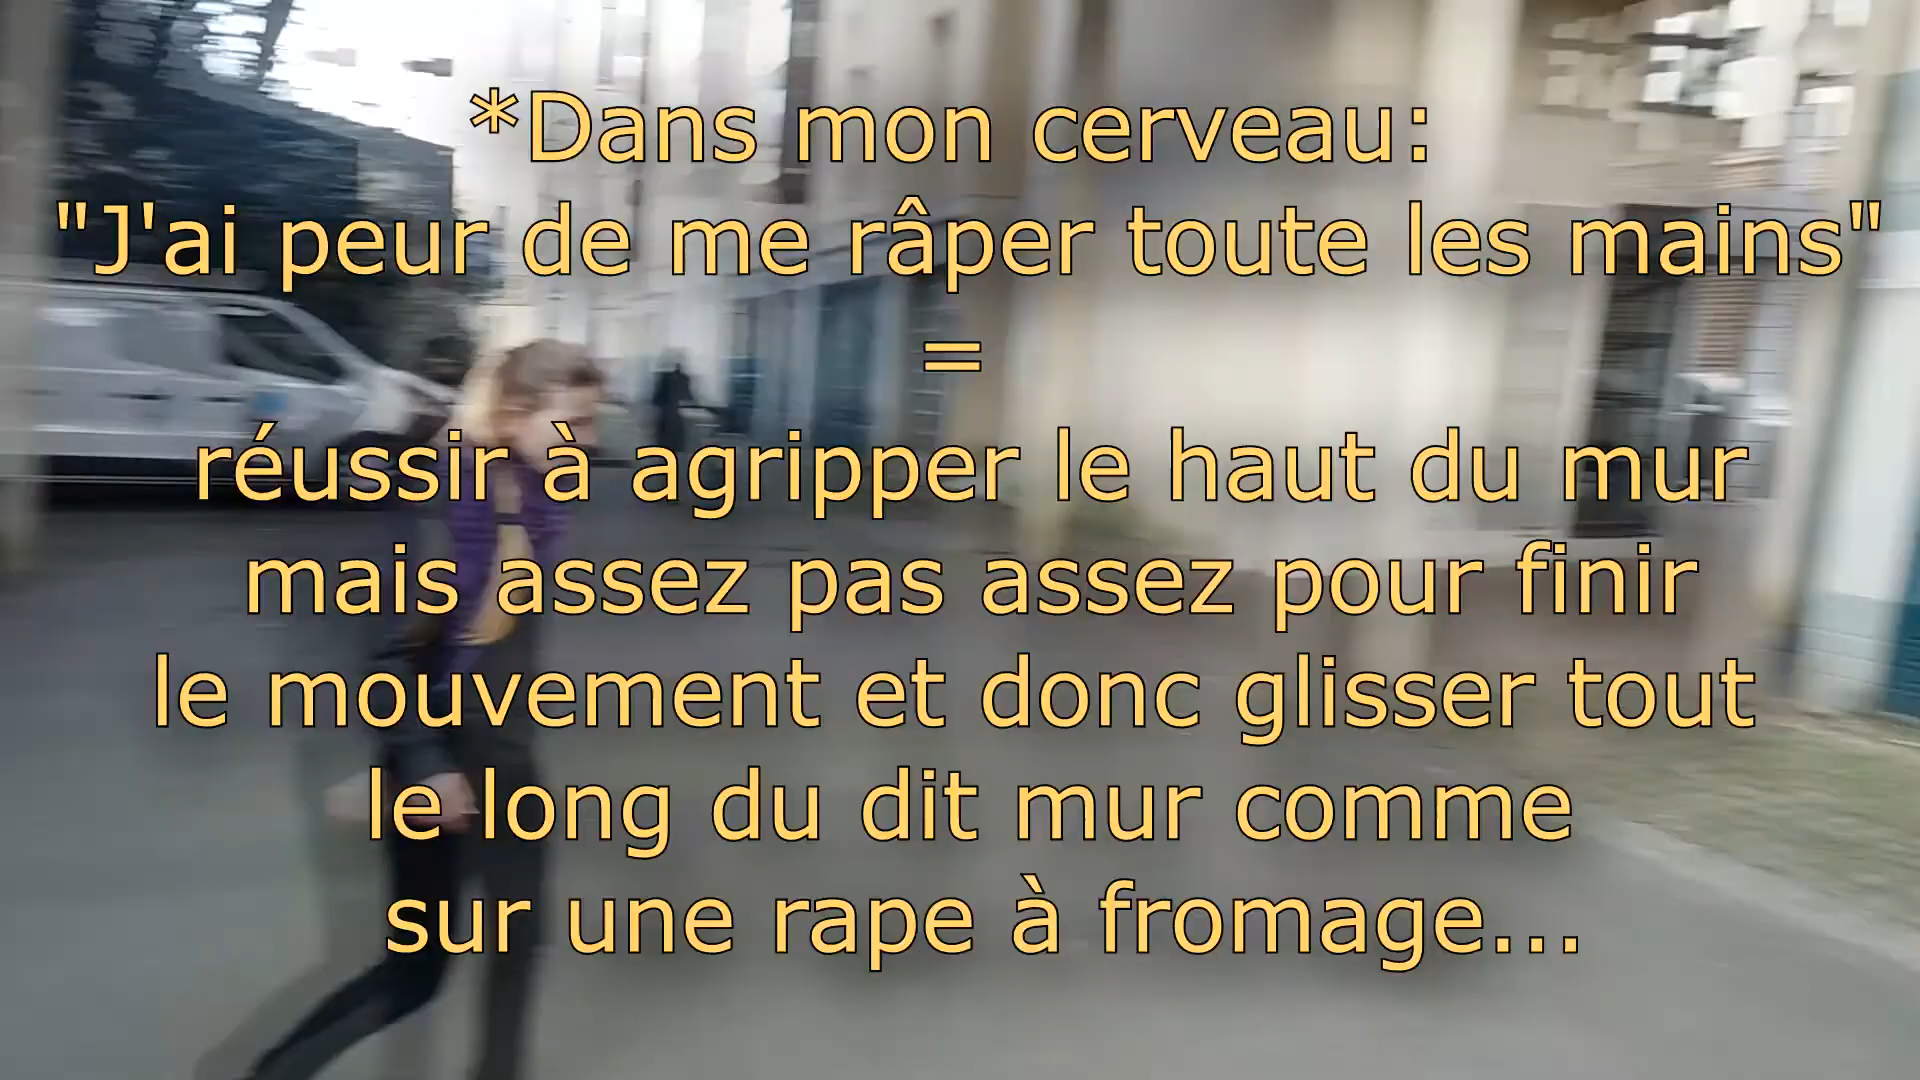 *Dans mon cerveau:
"J'ai peur de me râper toute les mains"
=
réussir à agripper le haut du mur
mais assez pas assez pour finir
le mouvement et donc glisser tout
le long du dit mur comme
sur une rape à fromage...